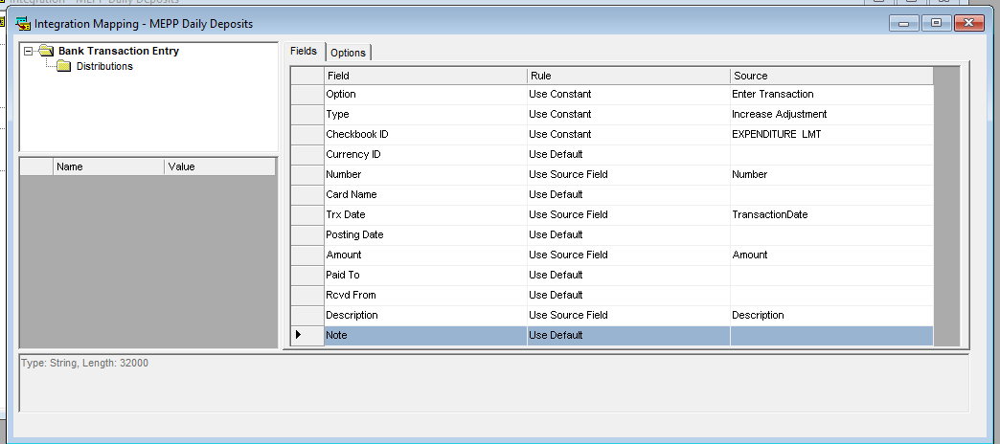 Integration - MEPP Daily Deposits
Integration Mapping - MEPP Daily Deposits
Bank Transaction Entry
Distributions
Name Value
Fields Options
Field Rule Source
Option Use Constant Enter Transaction
Type Use Constant Increase Adjustment
Checkbook ID Use Constant EXPENDITURE LMT
Currency ID Use Default
Number Use Source Field Number
Card Name Use Default
Trx Date Use Source Field TransactionDate
Posting Date Use Default
Amount Use Source Field Amount
Paid To Use Default
Rcvd From Use Default
Description Use Source Field Description
Note Use Default
Type: String, Length: 32000